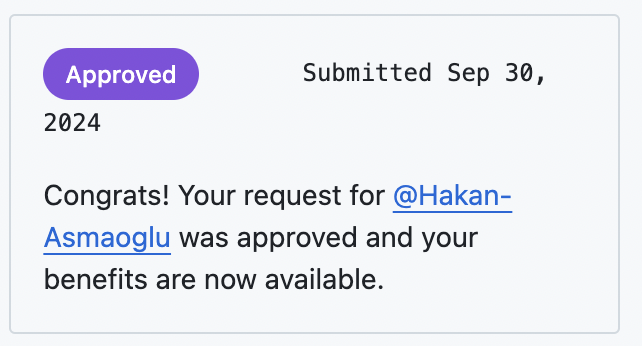 Approved Submitted Sep 30,
2024
Congrats! Your request for @Hakan-
Asmaoglu was approved and your
benefits are now available.